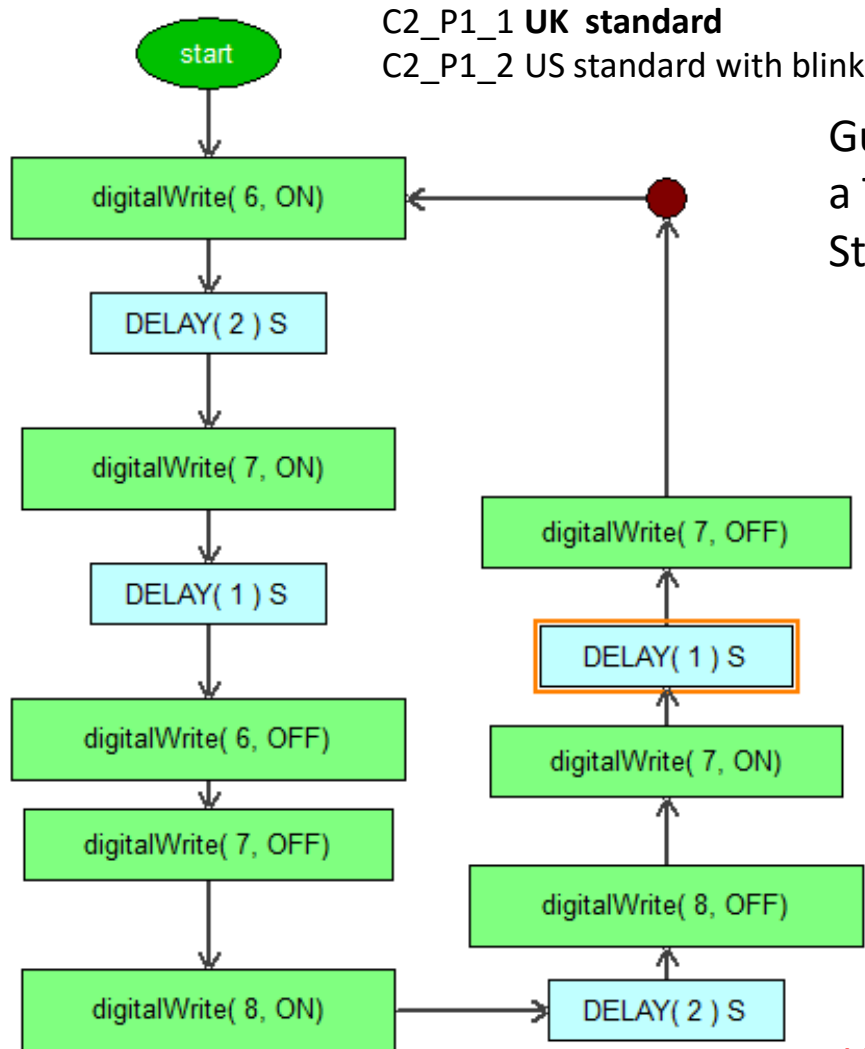 C2_P1_1 UK standard
C2_P1_2 US standard with blink
start
digitalWrite( 6, ON)
DELAY( 2 ) S
digitalWrite( 7, ON)
DELAY( 1 ) S
digitalWrite( 6, OFF)
digitalWrite( 7, OFF)
digitalWrite( 8, ON)
DELAY( 2 ) S
digitalWrite( 8, OFF)
digitalWrite( 7, ON)
DELAY( 1 ) S
digitalWrite( 7, OFF)
a